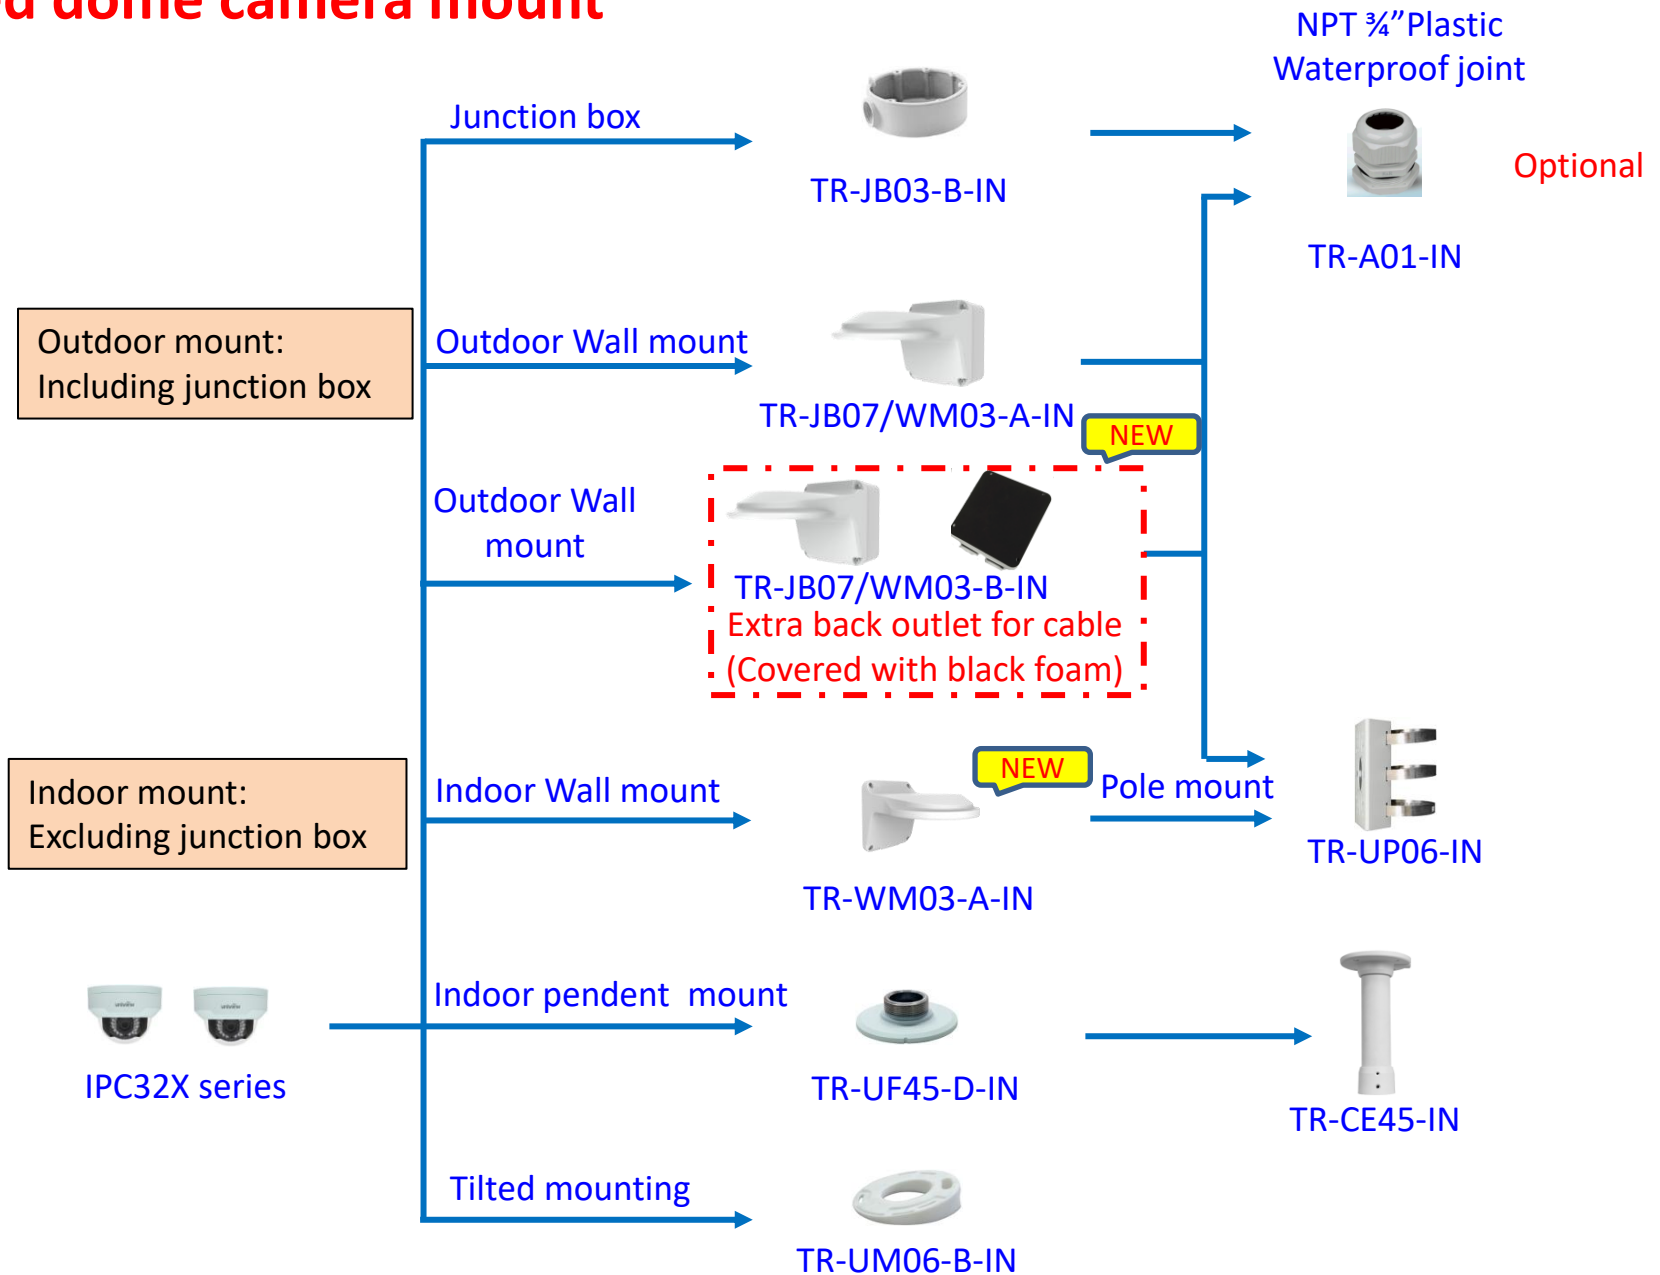 d dome camera mount
NPT ¾”Plastic
Waterproof joint
Junction box
Optional
TR-JB03-B-IN
TR-A01-IN
Outdoor mount:
Including junction box
Outdoor Wall mount
TR-JB07/WM03-A-IN
NEW
Outdoor Wall
mount
TR-JB07/WM03-B-IN
Extra back outlet for cable
(Covered with black foam)
Indoor mount:
Excluding junction box
Indoor Wall mount
NEW
Pole mount
TR-UP06-IN
TR-WM03-A-IN
Indoor pendent  mount
IPC32X series
TR-UF45-D-IN
TR-CE45-IN
Tilted mounting
TR-UM06-B-IN